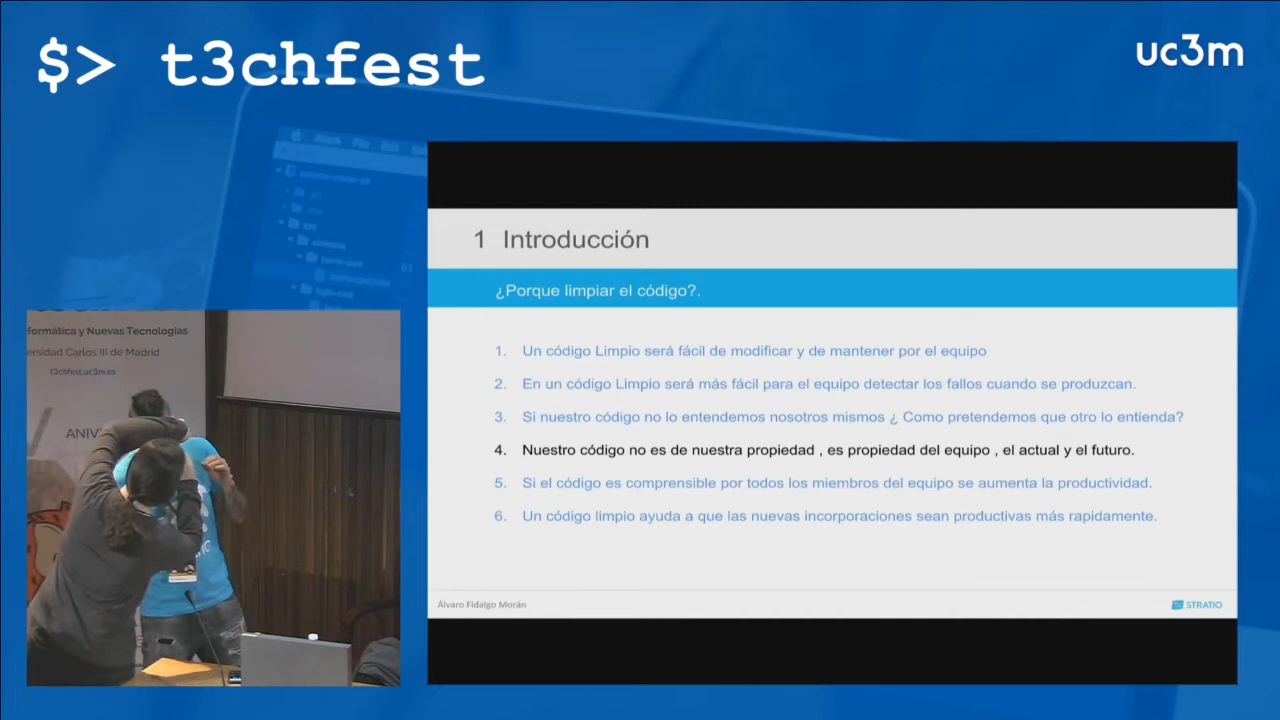 $> t3chfest
uc3m
1 Introducción
¿Porque limpiar el código?.
1. Un código Limpio será fácil de modificar y de mantener por el equipo
2. En un código Limpio será más fácil para el equipo detectar los fallos cuando se produzcan.
3. Si nuestro código no lo entendemos nosotros mismos ¿ Como pretendemos que otro lo entienda?
4. Nuestro código no es de nuestra propiedad , es propiedad del equipo , el actual y el futuro.
5. Si el código es comprensible por todos los miembros del equipo se aumenta la productividad.
6. Un código limpio ayuda a que las nuevas incorporaciones sean productivas más rapidamente.
Álvaro Fidalgo Morán
STRATIO
formática y Nuevas Tecnologías
ersidad Carlos III de Madrid
t3chfest.uc3m.es
ANIV